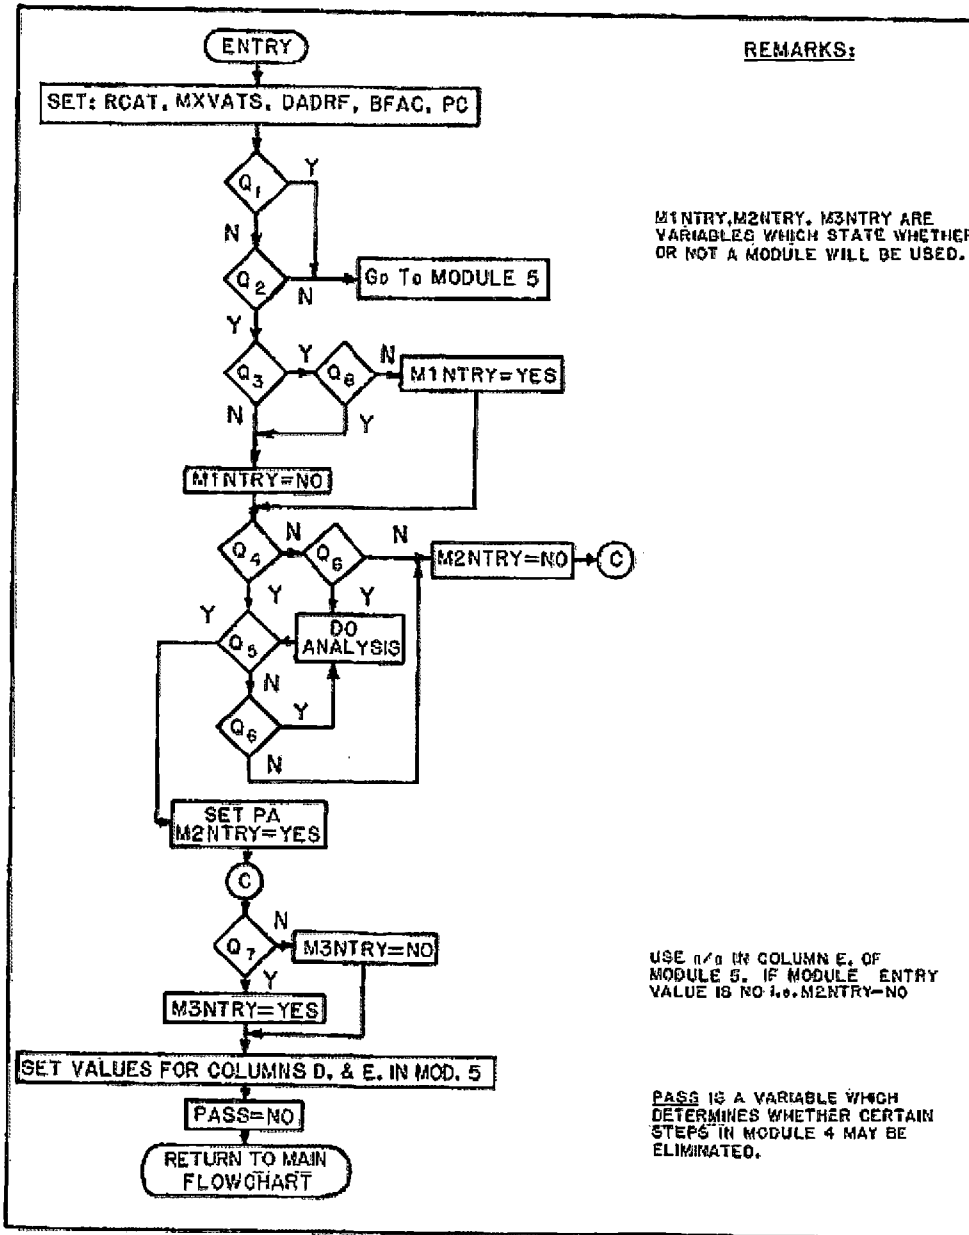 ENTRY
REMARKS:
SET: RCAT, MXVATS, DADRF, BFAC, PC
Q1
Y
N
M1NTRY, M2NTRY, M3NTRY ARE
VARIABLES WHICH STATE WHETHER
OR NOT A MODULE WILL BE USED.
Q2
N
Go To MODULE 5
Y
Q3
Y
Q8
N
M1NTRY=YES
N
Y
M1NTRY=NO
Q4
N
Q6
N
M2NTRY=NO
C
Y
Y
Y
Q5
DO
ANALYSIS
N
Q6
Y
N
SET PA
M2NTRY=YES
C
Q7
N
M3NTRY=NO
Y
M3NTRY=YES
USE n/a IN COLUMN E. OF
MODULE 5. IF MODULE ENTRY
VALUE IS NO i.e. M2NTRY=NO
SET VALUES FOR COLUMNS D. & E. IN MOD. 5
PASS=NO
PASS IS A VARIABLE WHICH
DETERMINES WHETHER CERTAIN
STEPS IN MODULE 4 MAY BE
ELIMINATED.
RETURN TO MAIN
FLOWCHART